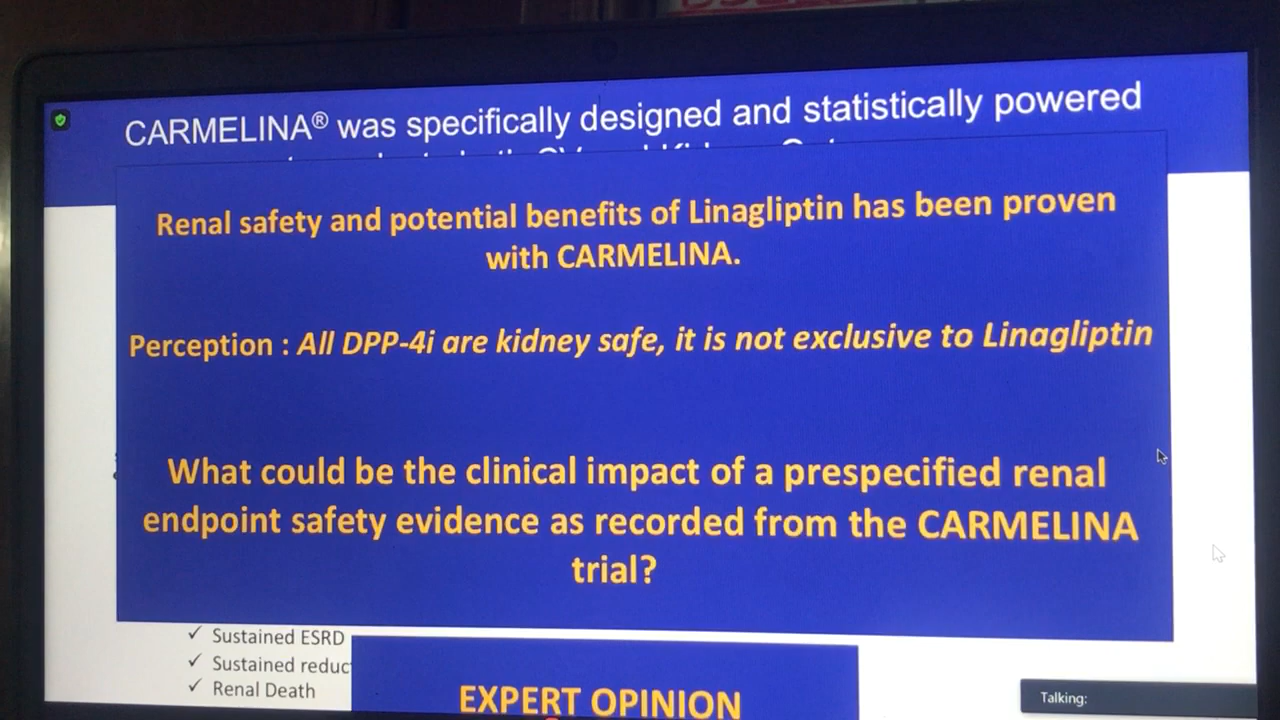 CARMELINA® was specifically designed and statistically powered
Renal safety and potential benefits of Linagliptin has been proven
with CARMELINA.
Perception : All DPP-4i are kidney safe, it is not exclusive to Linagliptin
What could be the clinical impact of a prespecified renal
endpoint safety evidence as recorded from the CARMELINA
trial?
✓ Sustained ESRD
✓ Sustained reduc
✓ Renal Death
EXPERT OPINION
Talking: